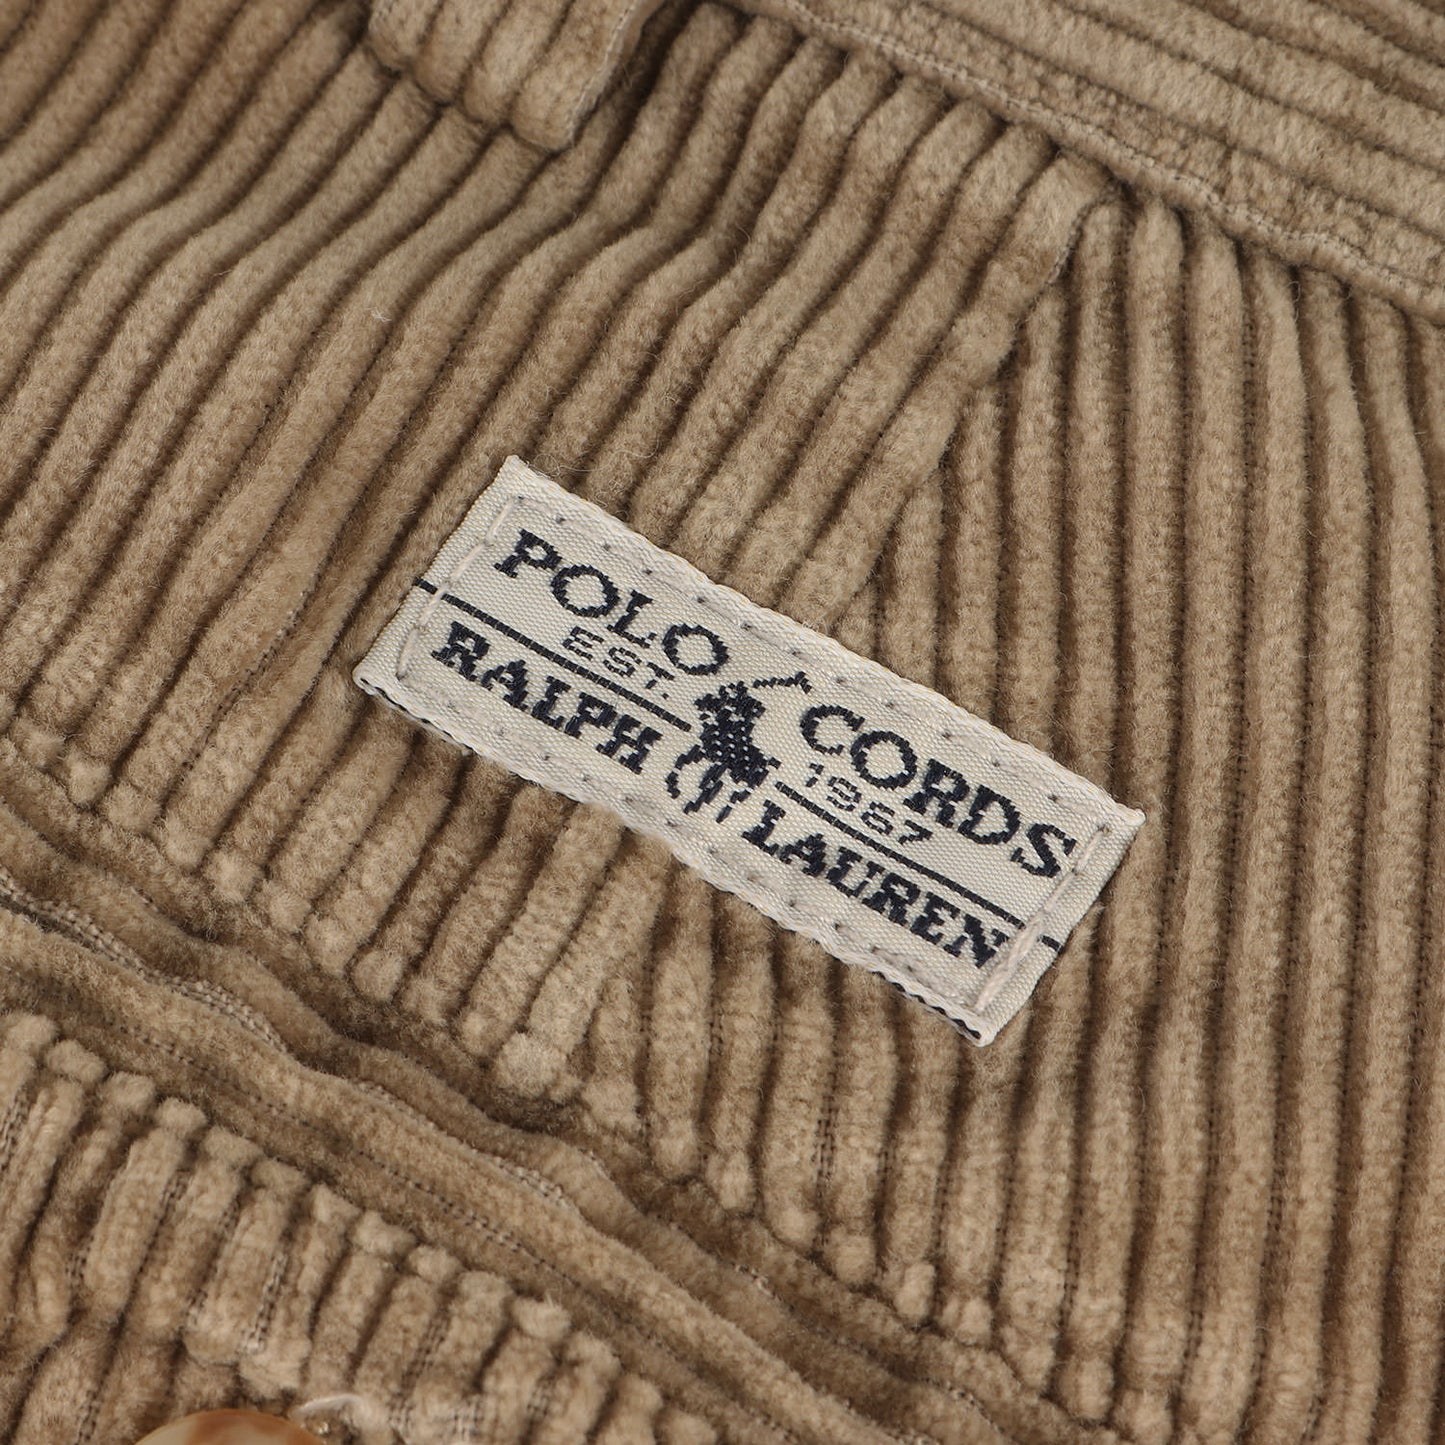 POLO CORDS
EST. 1967
RALPH LAUREN